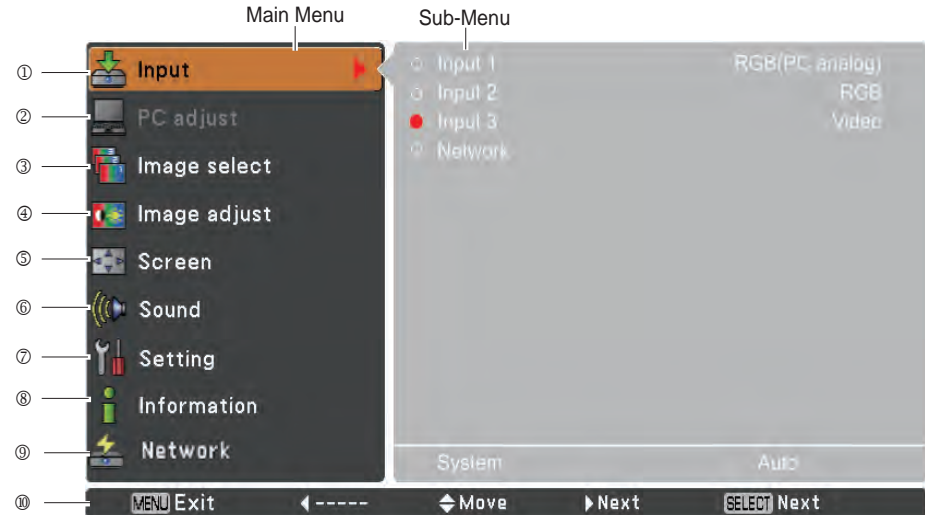 Main Menu Sub-Menu
① Input
② PC adjust
③ Image select
④ Image adjust
⑤ Screen
⑥ Sound
⑦ Setting
⑧ Information
⑨ Network
Input 1 RGB(PC analog)
Input 2 RGB
Input 3 Video
Network
System Auto
⑩ MENU Exit ----- Move Next SELECT Next